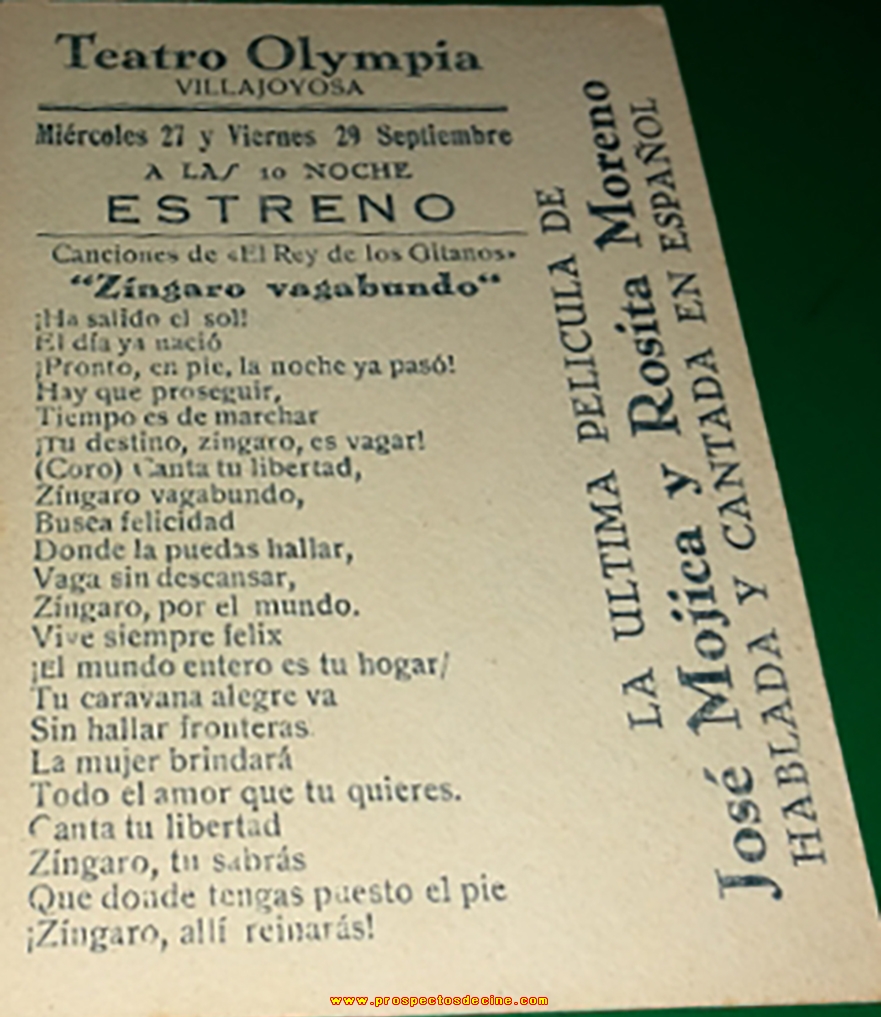 Teatro Olympia
VILLAJOYOSA
Miércoles 27 y Viernes 29 Septiembre
A LAS 10 NOCHE
ESTRENO
Canciones de «El Rey de los Gitanos»
"Zíngaro vagabundo"
¡Ha salido el sol!
El día ya nació
¡Pronto, en pie, la noche ya pasó!
Hay que proseguir,
Tiempo es de marchar
¡Tu destino, zíngaro, es vagar!
(Coro) Canta tu libertad,
Zíngaro vagabundo,
Busca felicidad
Donde la puedas hallar,
Vaga sin descansar,
Zíngaro, por el mundo.
Vive siempre felix
¡El mundo entero es tu hogar/
Tu caravana alegre va
Sin hallar fronteras
La mujer brindará
Todo el amor que tu quieres.
Canta tu libertad
Zíngaro, tu sabrás
Que donde tengas puesto el pie
¡Zíngaro, allí reinarás!
LA ULTIMA PELICULA DE
José Mojica y Rosita Moreno
HABLADA Y CANTADA EN ESPAÑOL
www.prospectosdecine.com